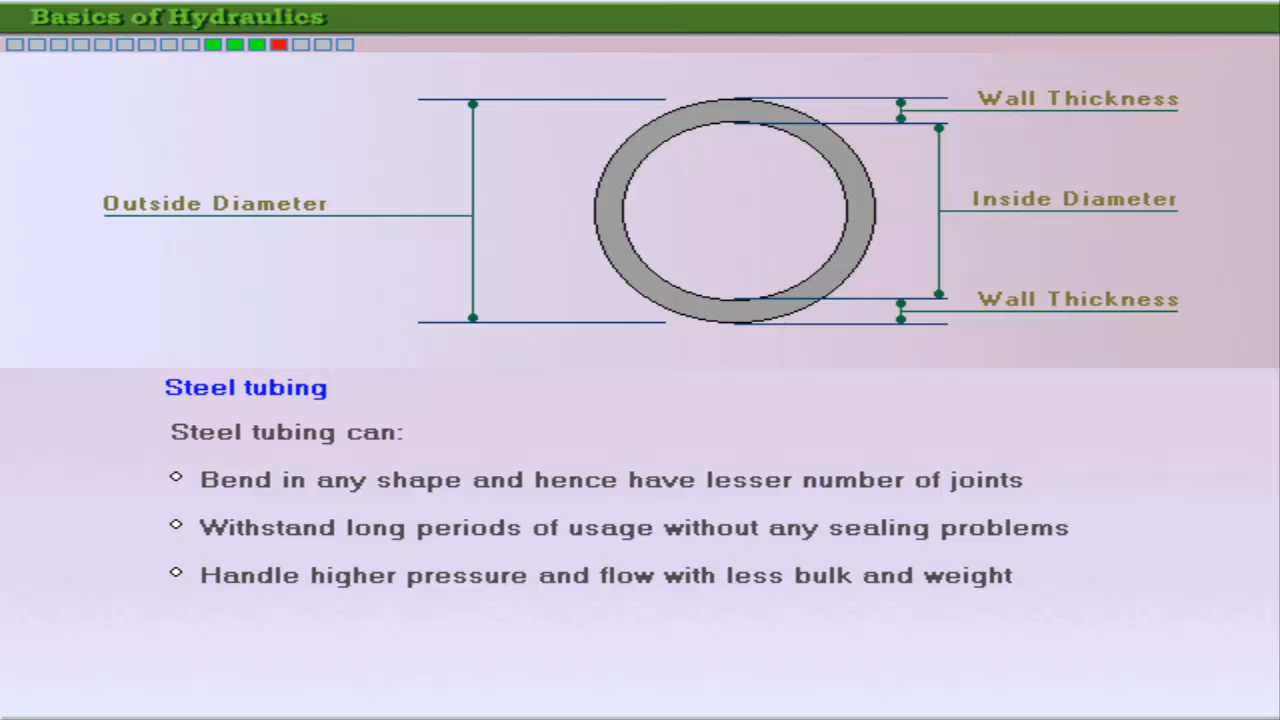 Basics of Hydraulics
Wall Thickness
Outside Diameter
Inside Diameter
Wall Thickness
Steel tubing
Steel tubing can:
Bend in any shape and hence have lesser number of joints
Withstand long periods of usage without any sealing problems
Handle higher pressure and flow with less bulk and weight